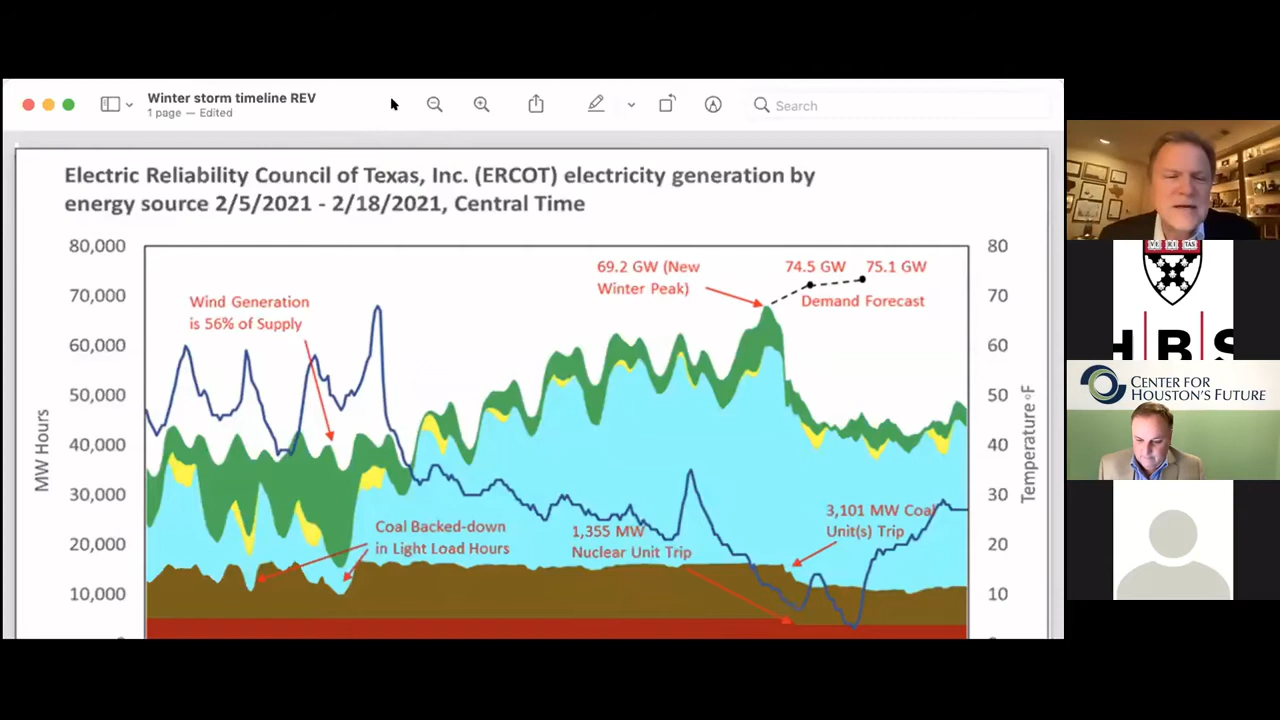 Winter storm timeline REV
1 page — Edited
Search
Electric Reliability Council of Texas, Inc. (ERCOT) electricity generation by
energy source 2/5/2021 - 2/18/2021, Central Time
80,000
70,000
60,000
50,000
40,000
30,000
20,000
10,000
MW Hours
80
70
60
50
40
30
20
10
Temperature °F
Wind Generation
is 56% of Supply
69.2 GW (New
Winter Peak)
74.5 GW
75.1 GW
Demand Forecast
Coal Backed-down
in Light Load Hours
1,355 MW
Nuclear Unit Trip
3,101 MW Coal
Unit(s) Trip
VE RI TAS
HBS
CENTER FOR
HOUSTON'S FUTURE